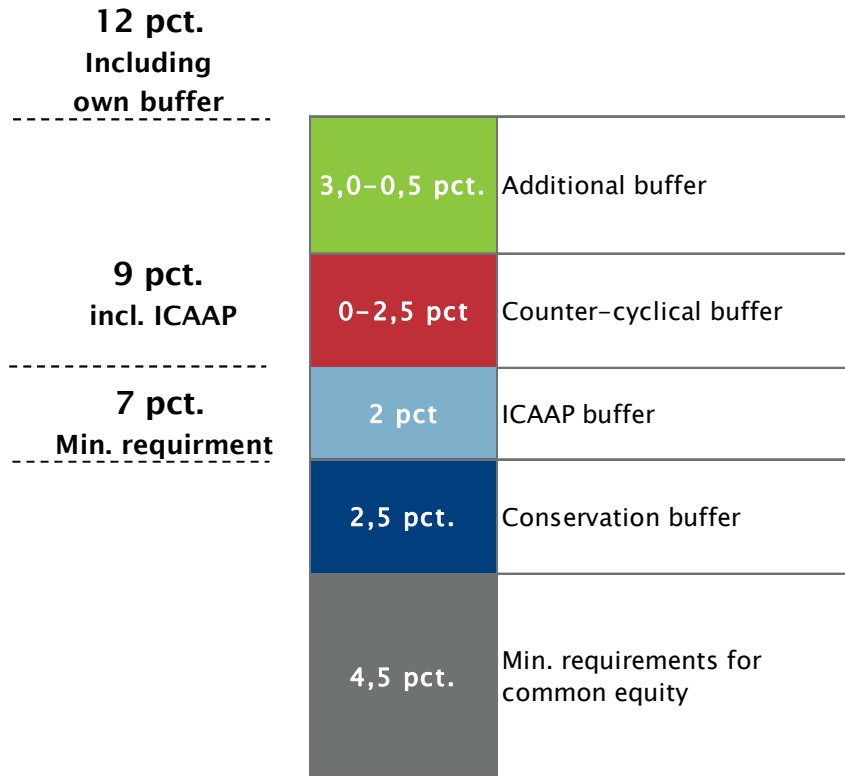 12 pct.
Including
own buffer
3,0-0,5 pct. Additional buffer
9 pct.
incl. ICAAP
0-2,5 pct Counter-cyclical buffer
7 pct.
Min. requirment
2 pct ICAAP buffer
2,5 pct. Conservation buffer
4,5 pct. Min. requirements for
common equity